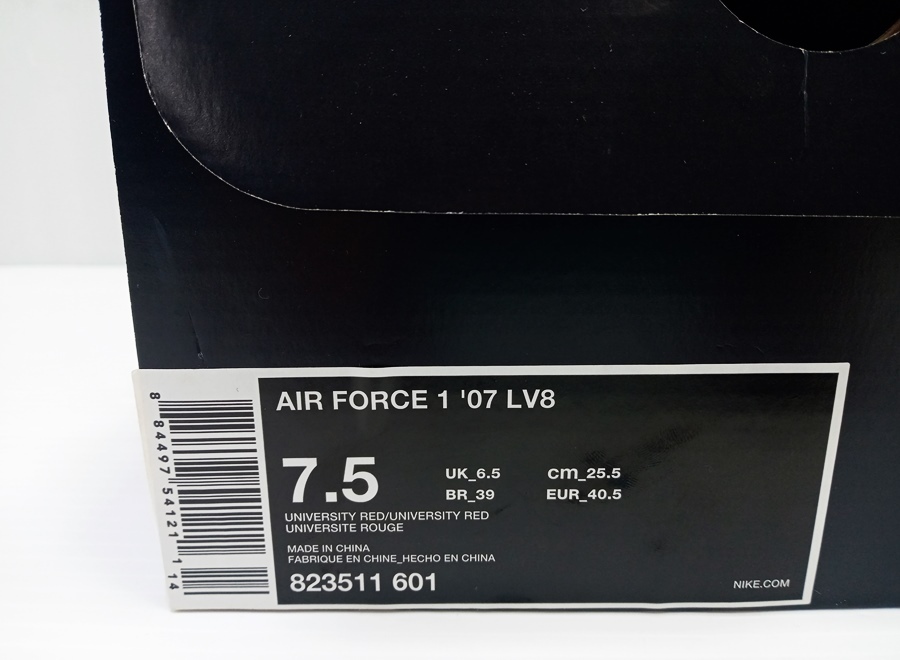 AIR FORCE 1 '07 LV8
7.5
UK_6.5 cm_25.5
BR_39 EUR_40.5
UNIVERSITY RED/UNIVERSITY RED
UNIVERSITE ROUGE
MADE IN CHINA
FABRIQUE EN CHINE_HECHO EN CHINA
823511 601
NIKE.COM
8 84497 54121 1 14